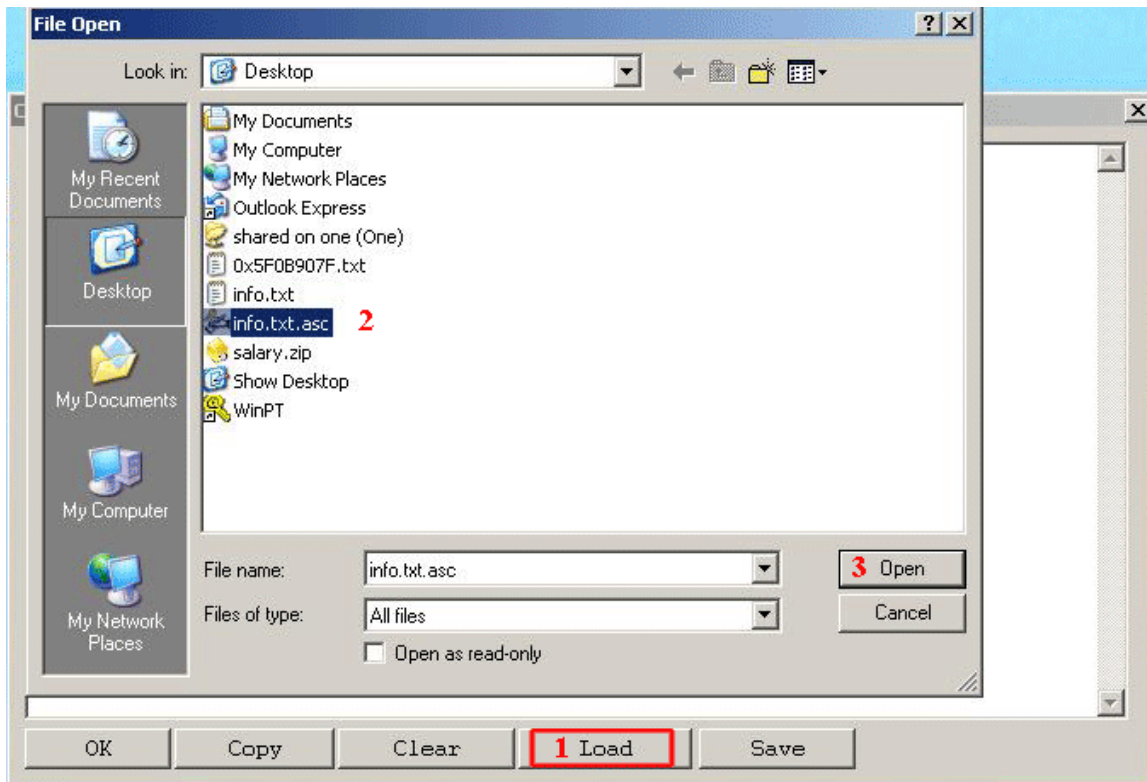 File Open
Look in:
Desktop
My Recent
Documents
Desktop
My Documents
My Computer
My Network
Places
My Documents
My Computer
My Network Places
Outlook Express
shared on one (One)
0x5F0B907F.txt
info.txt
info.txt.asc 2
salary.zip
Show Desktop
WinPT
File name:
info.txt.asc
3 Open
Files of type:
All files
Cancel
Open as read-only
OK
Copy
Clear
1 Load
Save